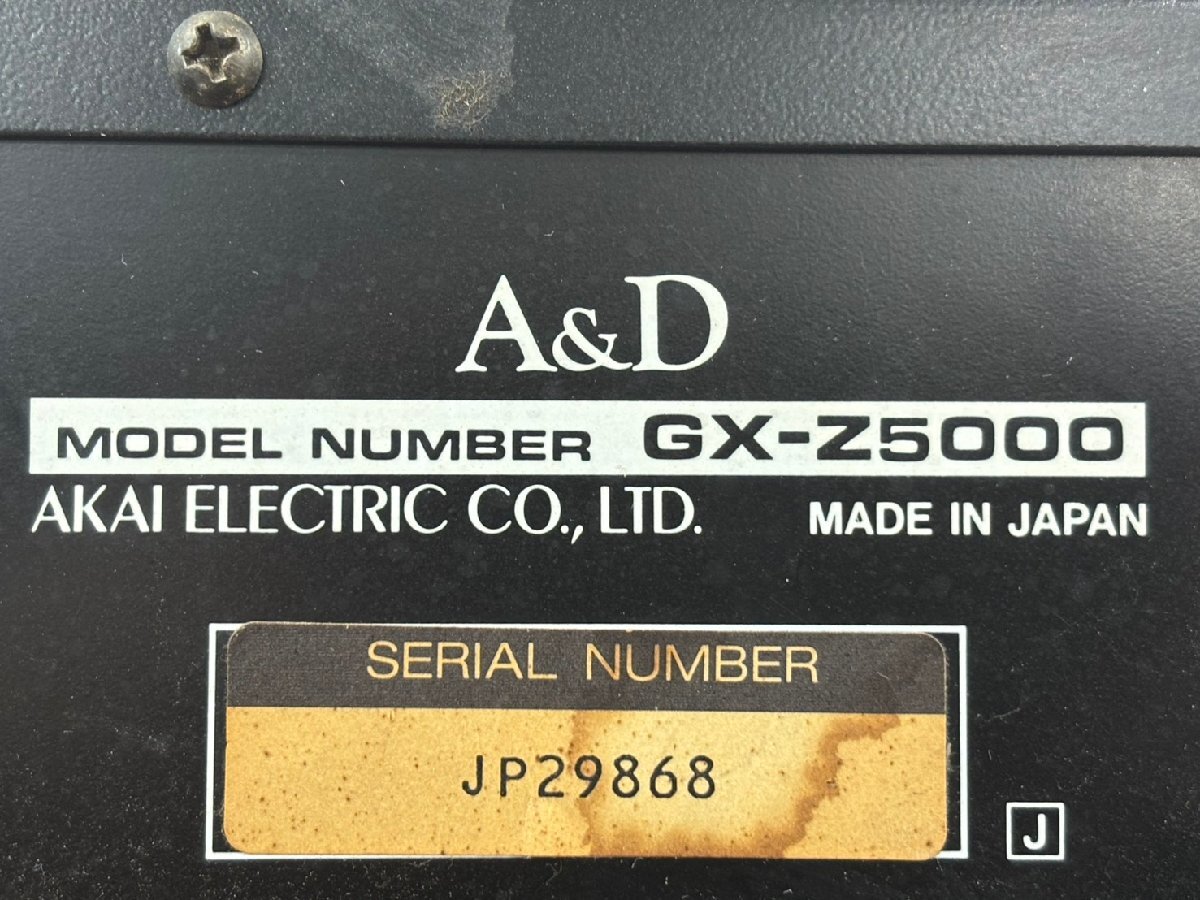 A&D
MODEL NUMBER GX-Z5000
AKAI ELECTRIC CO., LTD. MADE IN JAPAN
SERIAL NUMBER
JP29868
J